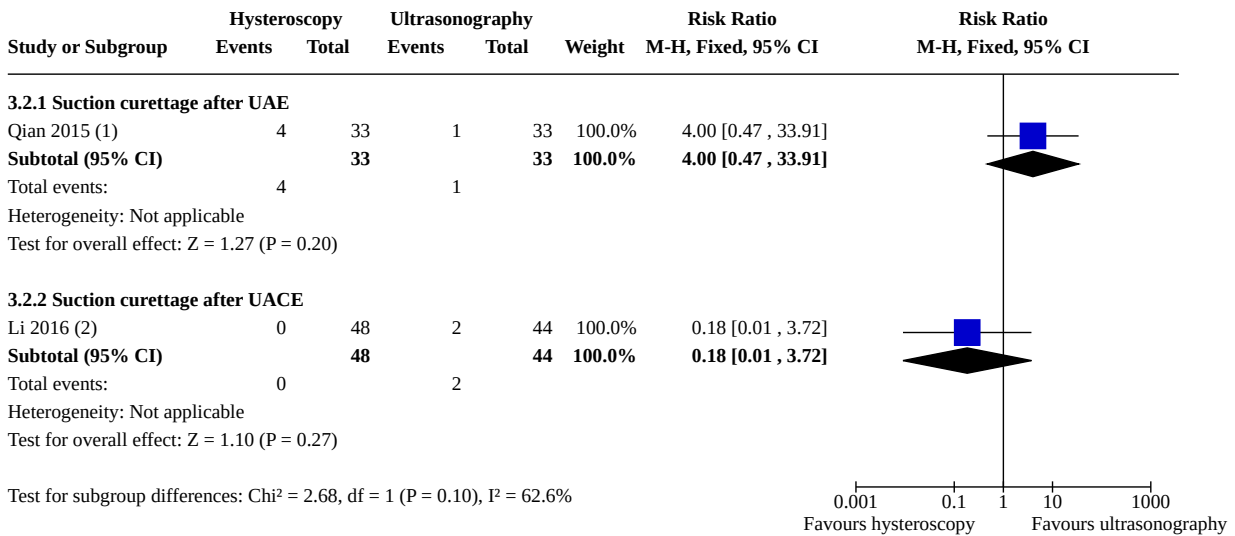 Hysteroscopy Ultrasonography Risk Ratio Risk Ratio
Study or Subgroup Events Total Events Total Weight M-H, Fixed, 95% CI M-H, Fixed, 95% CI
3.2.1 Suction curettage after UAE
Qian 2015 (1) 4 33 1 33 100.0% 4.00 [0.47 , 33.91]
Subtotal (95% CI) 33 33 100.0% 4.00 [0.47 , 33.91]
Total events: 4 1
Heterogeneity: Not applicable
Test for overall effect: Z = 1.27 (P = 0.20)
3.2.2 Suction curettage after UACE
Li 2016 (2) 0 48 2 44 100.0% 0.18 [0.01 , 3.72]
Subtotal (95% CI) 48 44 100.0% 0.18 [0.01 , 3.72]
Total events: 0 2
Heterogeneity: Not applicable
Test for overall effect: Z = 1.10 (P = 0.27)
Test for subgroup differences: Chi² = 2.68, df = 1 (P = 0.10), I² = 62.6%
0.001 0.1 1 10 1000
Favours hysteroscopy Favours ultrasonography